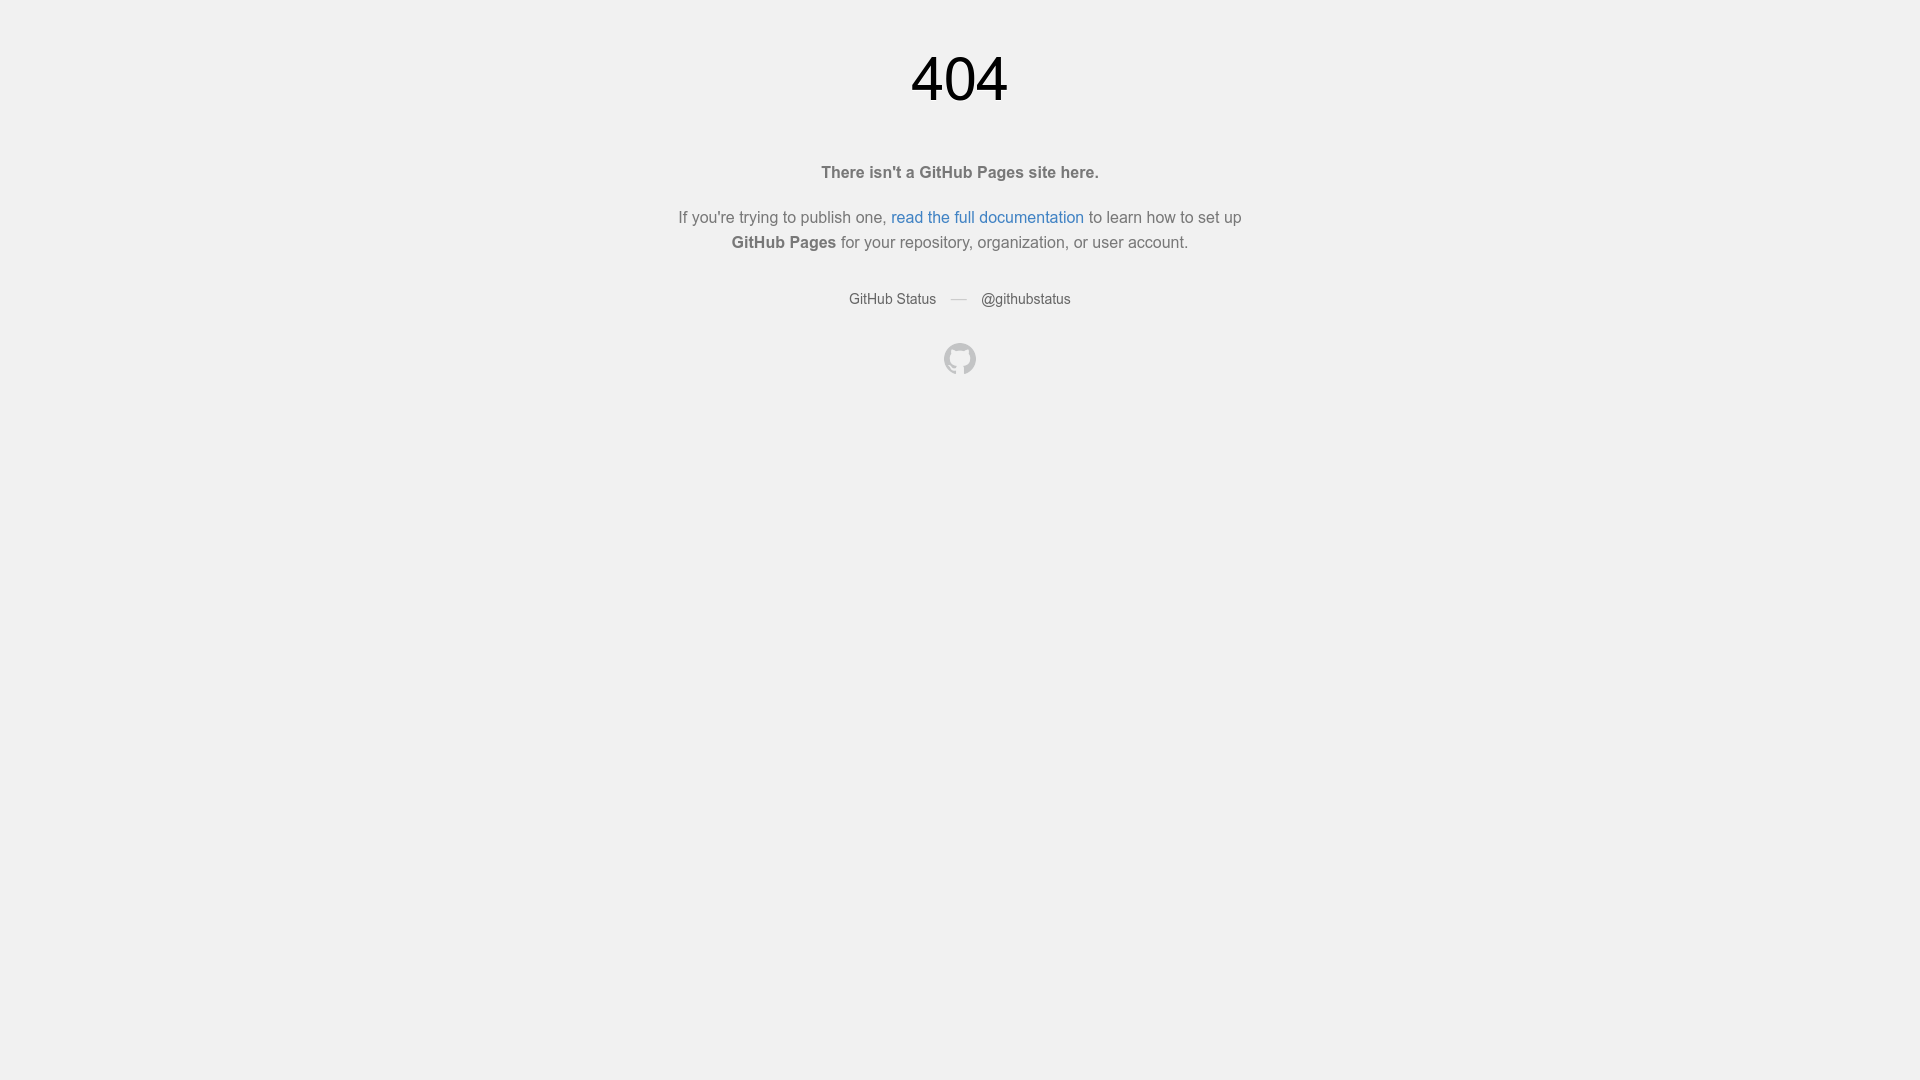 404
There isn't a GitHub Pages site here.
If you're trying to publish one, read the full documentation to learn how to set up
GitHub Pages for your repository, organization, or user account.
GitHub Status — @githubstatus